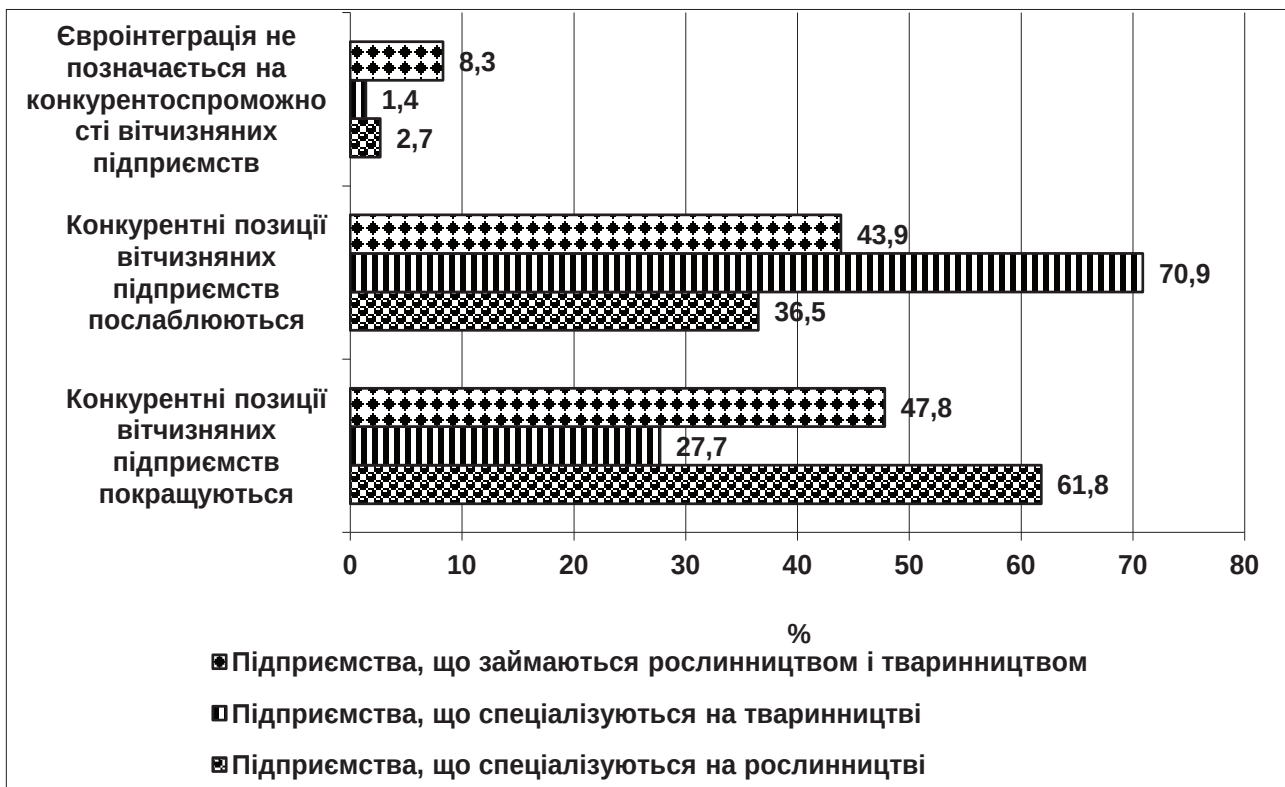 Євроінтеграція не
позначається на
конкурентоспроможно
сті вітчизняних
підприємств
8,3
1,4
2,7
Конкурентні позиції
вітчизняних
підприємств
послаблюються
43,9
70,9
36,5
Конкурентні позиції
вітчизняних
підприємств
покращуються
47,8
27,7
61,8
0 10 20 30 40 50 60 70 80
%
Підприємства, що займаються рослинництвом і тваринництвом
Підприємства, що спеціалізуються на тваринництві
Підприємства, що спеціалізуються на рослинництві